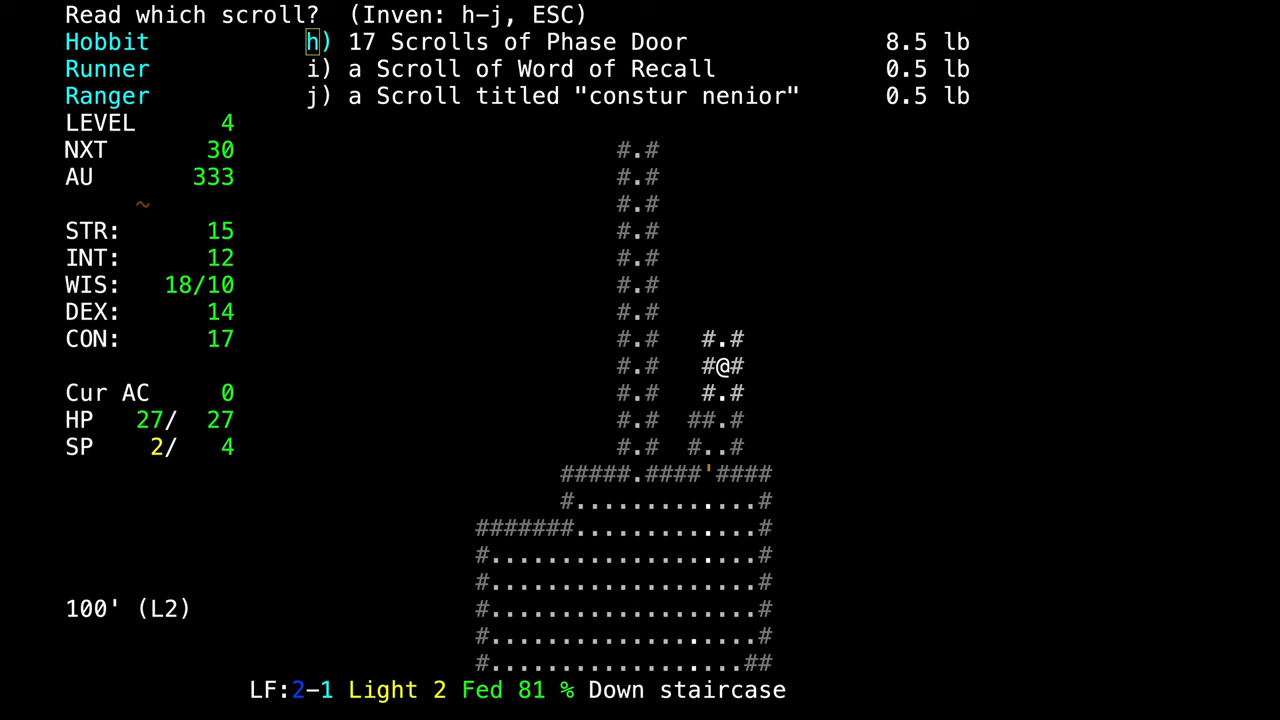 Read which scroll?  (Inven: h-j, ESC)
Hobbit h) 17 Scrolls of Phase Door 8.5 lb
Runner i) a Scroll of Word of Recall 0.5 lb
Ranger j) a Scroll titled "constur nenior" 0.5 lb
LEVEL 4
NXT 30 #.#
AU 333 #.#
~ #.#
STR: 15 #.#
INT: 12 #.#
WIS: 18/10 #.#
DEX: 14 #.#
CON: 17 #.# #.#
#.# #@#
Cur AC 0 #.# #.#
HP 27/ 27 #.# ##.#
SP 2/ 4 #.# #..#
#####.####'####
#............#
#######............#
#..................#
#..................#
100' (L2) #..................#
#..................#
#.................##
LF:2-1 Light 2 Fed 81 % Down staircase